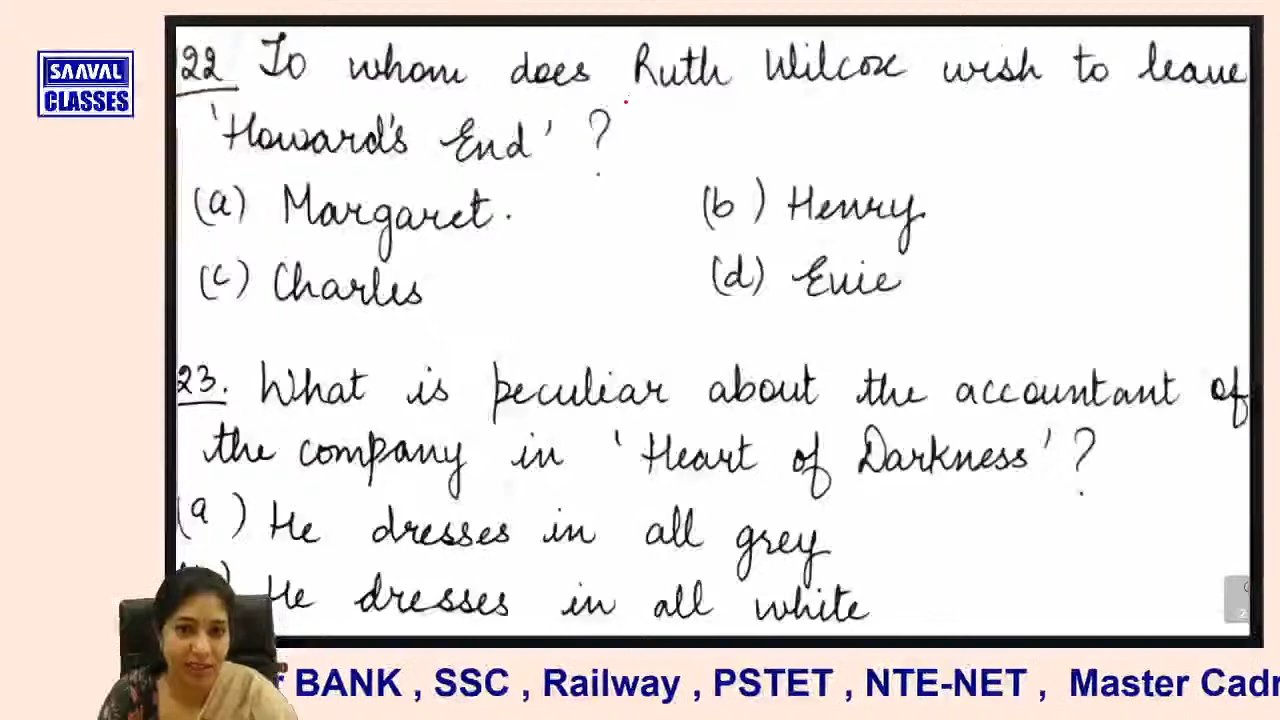 SAAVAL
CLASSES
22 To whom does Ruth Wilcox wish to leave
'Howard's End' ?
(a) Margaret.
(b) Henry
(c) Charles
(d) Evie
23. What is peculiar about the accountant of
the company in 'Heart of Darkness' ?
(a) He dresses in all grey
He dresses in all white
BANK , SSC , Railway , PSTET , NTE-NET , Master